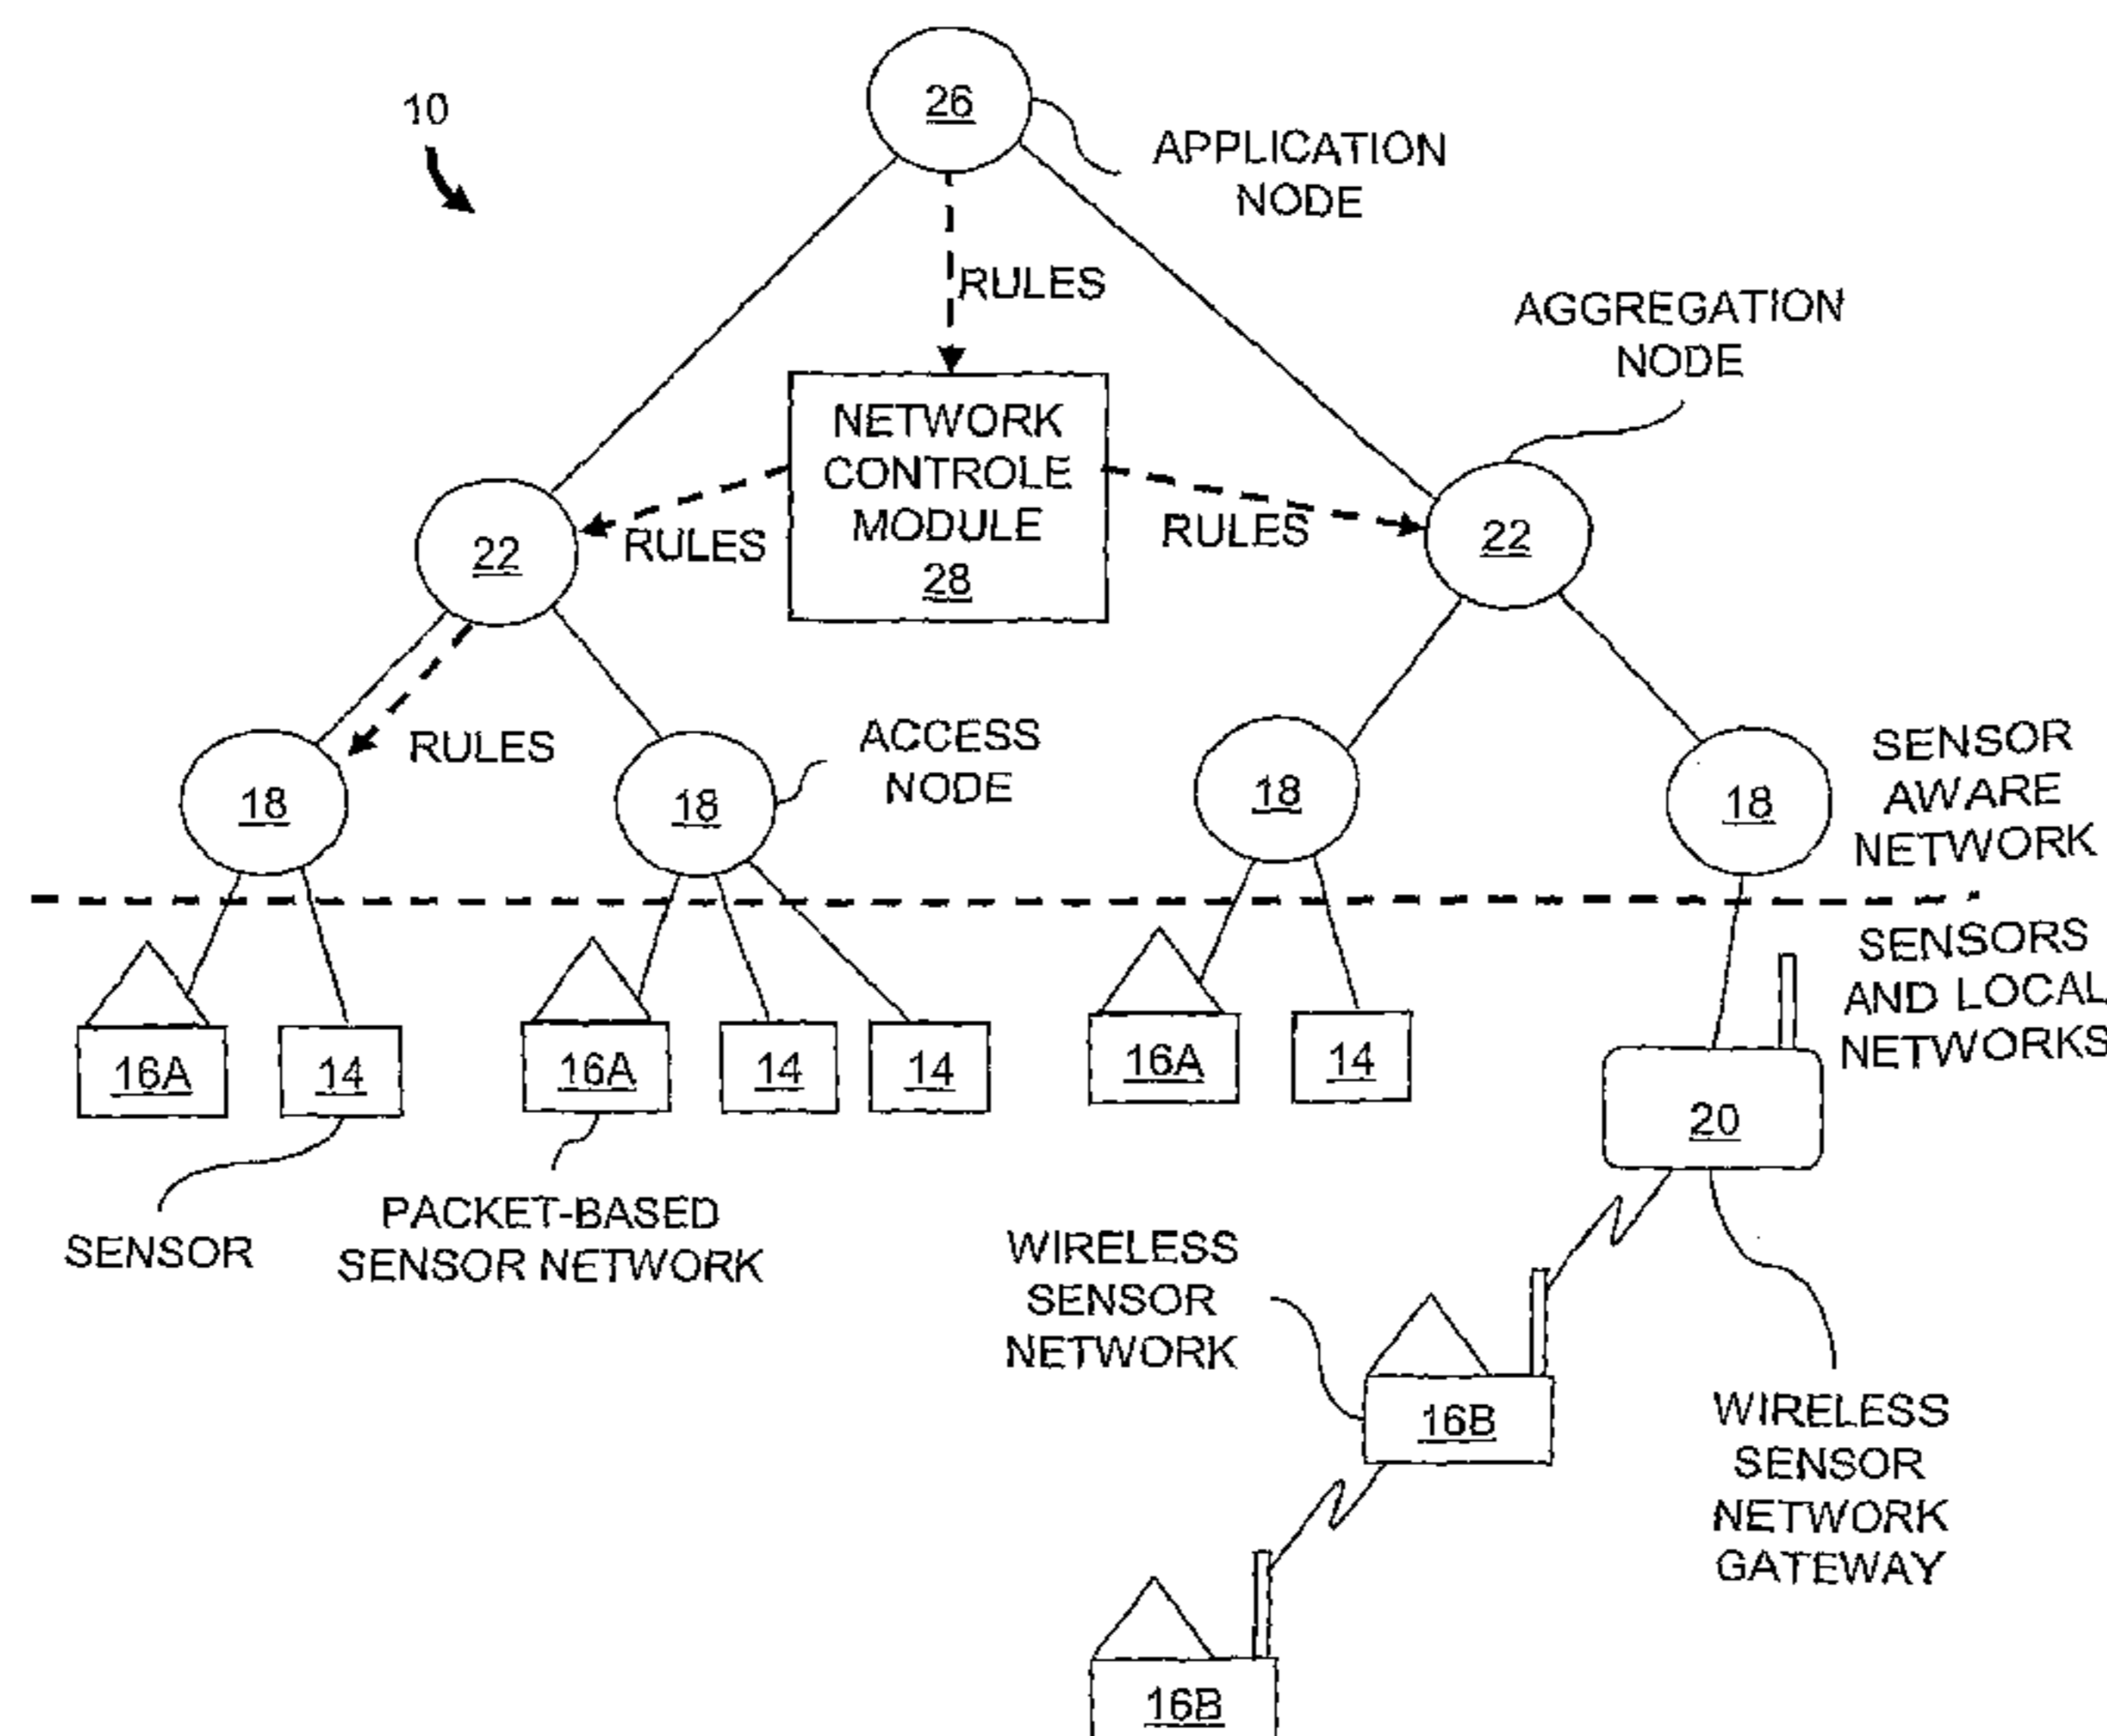 26
10
APPLICATION
NODE
RULES
AGGREGATION
NODE
NETWORK
CONTROLE
MODULE
28
22
RULES
RULES
22
RULES
ACCESS
NODE
SENSOR
AWARE
NETWORK
18
18
18
18
SENSORS
AND LOCAL
NETWORKS
16A
14
16A
14
14
16A
14
20
SENSOR
PACKET-BASED
SENSOR NETWORK
WIRELESS
SENSOR
NETWORK
16B
WIRELESS
SENSOR
NETWORK
GATEWAY
16B